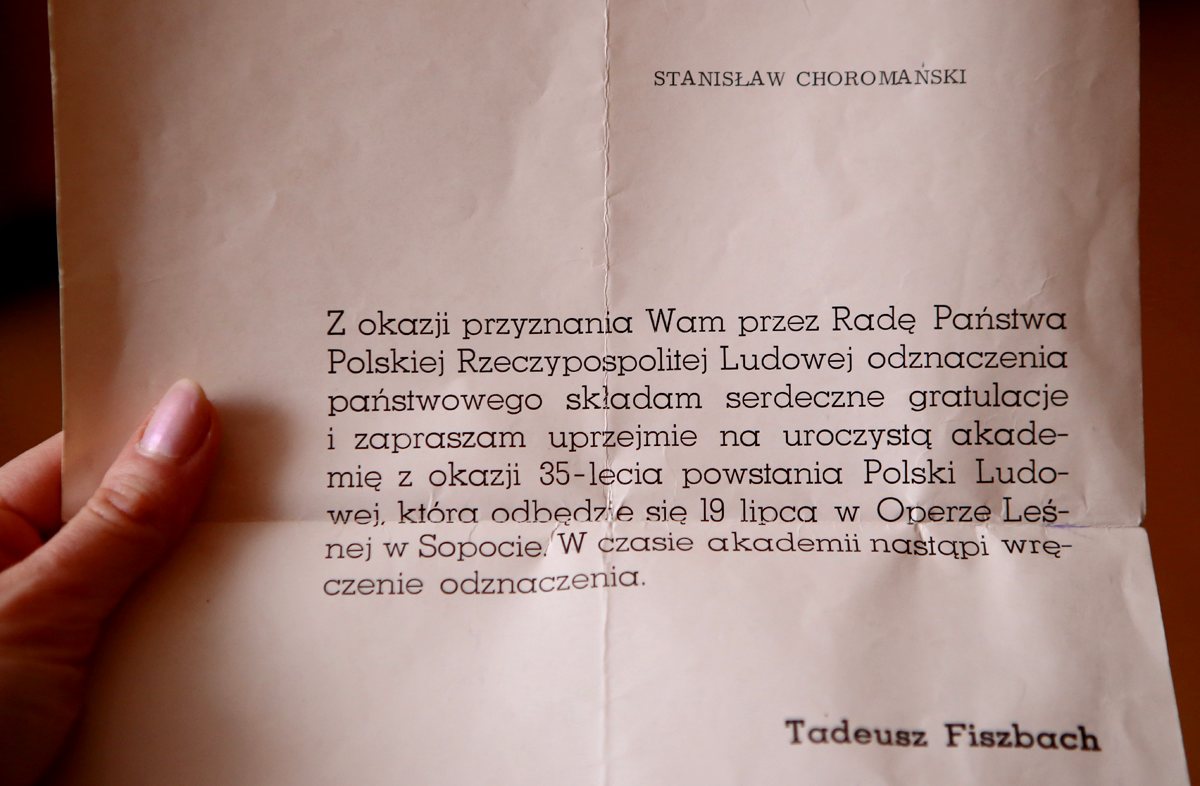 STANISŁAW CHOROMAŃSKI
Z okazji przyznania Wam przez Radę Państwa
Polskiej Rzeczypospolitej Ludowej odznaczenia
państwowego składam serdeczne gratulacje
i zapraszam uprzejmie na uroczystą akade-
mię z okazji 35-lecia powstania Polski Ludo-
wej, która odbędzie się 19 lipca w Operze Leś-
nej w Sopocie. W czasie akademii nastąpi wrę-
czenie odznaczenia.
Tadeusz Fiszbach